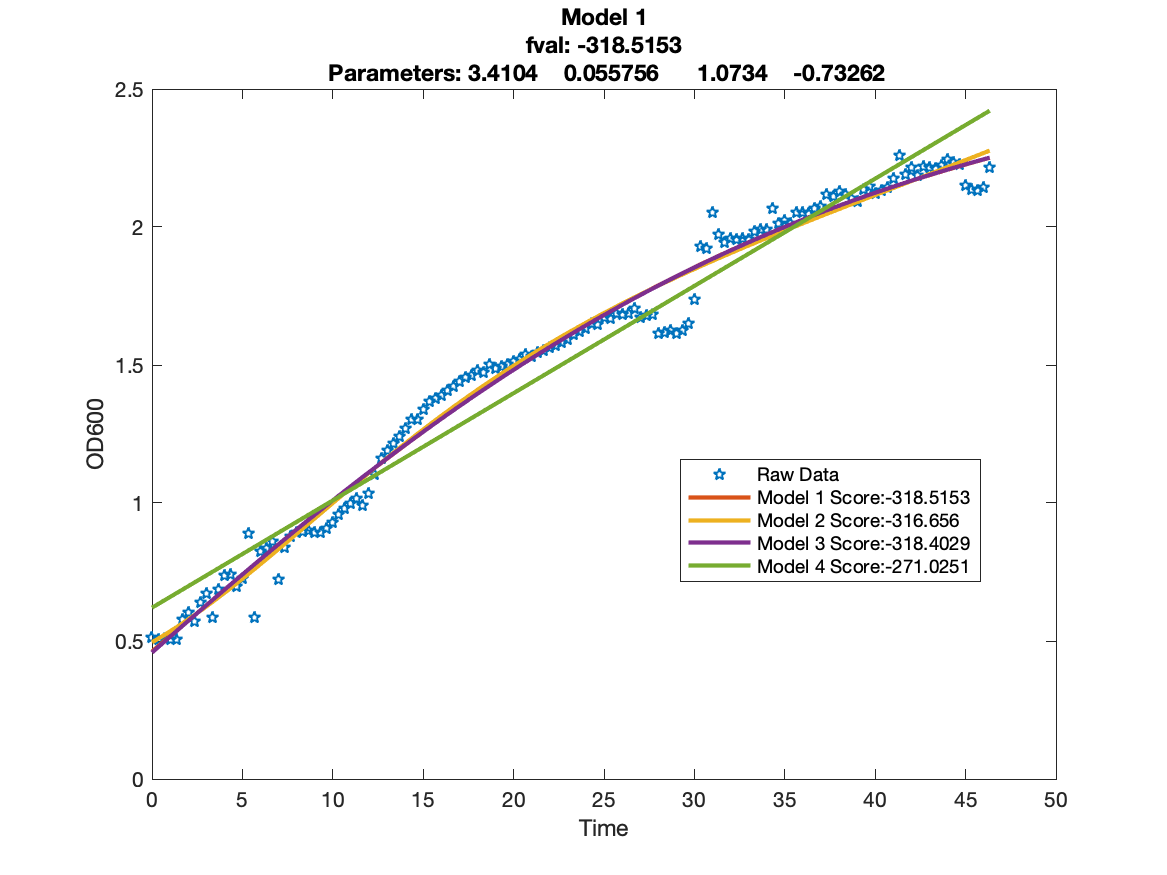 Model 1
fval: -318.5153
Parameters: 3.4104 0.055756 1.0734 -0.73262
2.5
2
1.5
1
0.5
0
OD600
Raw Data
Model 1 Score:-318.5153
Model 2 Score:-316.656
Model 3 Score:-318.4029
Model 4 Score:-271.0251
0 5 10 15 20 25 30 35 40 45 50
Time